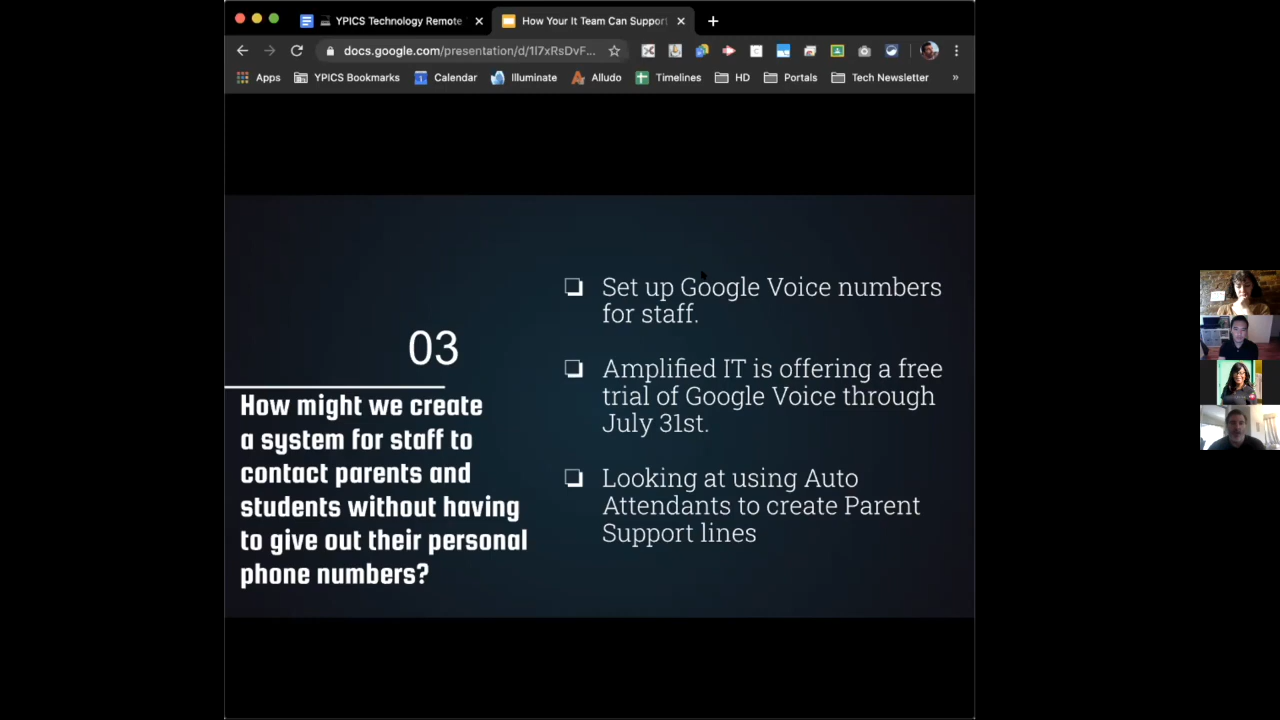 YPICS Technology Remote
How Your It Team Can Support
docs.google.com/presentation/d/1I7xRsDvF...
Apps
YPICS Bookmarks
Calendar
Illuminate
Alludo
Timelines
HD
Portals
Tech Newsletter
»
03
How might we create
a system for staff to
contact parents and
students without having
to give out their personal
phone numbers?
Set up Google Voice numbers
for staff.
Amplified IT is offering a free
trial of Google Voice through
July 31st.
Looking at using Auto
Attendants to create Parent
Support lines